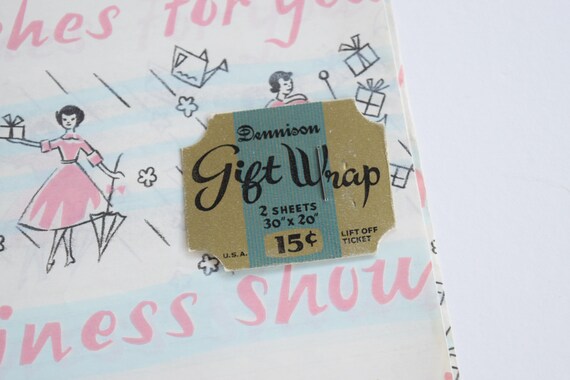 shes for you
Dennison
Gift Wrap
2 SHEETS
30" X 20"
15¢
LIFT OFF
TICKET
U.S.A.
iness show